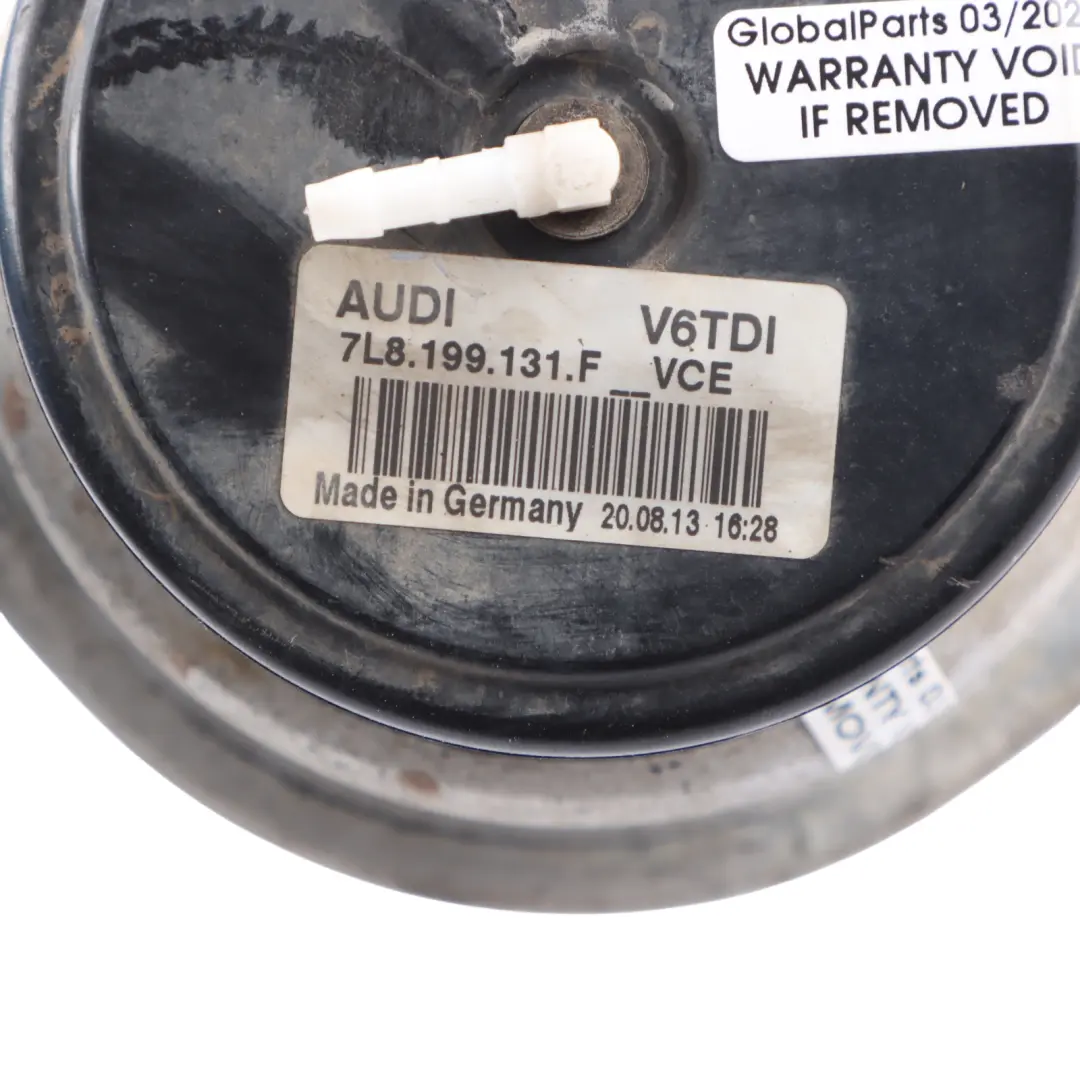 GlobalParts 03/202
WARRANTY VOID
IF REMOVED
AUDI V6TDI
7L8.199.131.F __VCE
Made in Germany 20.08.13 16:28